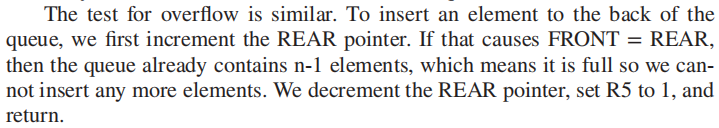 The test for overflow is similar. To insert an element to the back of the
queue, we first increment the REAR pointer. If that causes FRONT = REAR,
then the queue already contains n-1 elements, which means it is full so we can-
not insert any more elements. We decrement the REAR pointer, set R5 to 1, and
return.